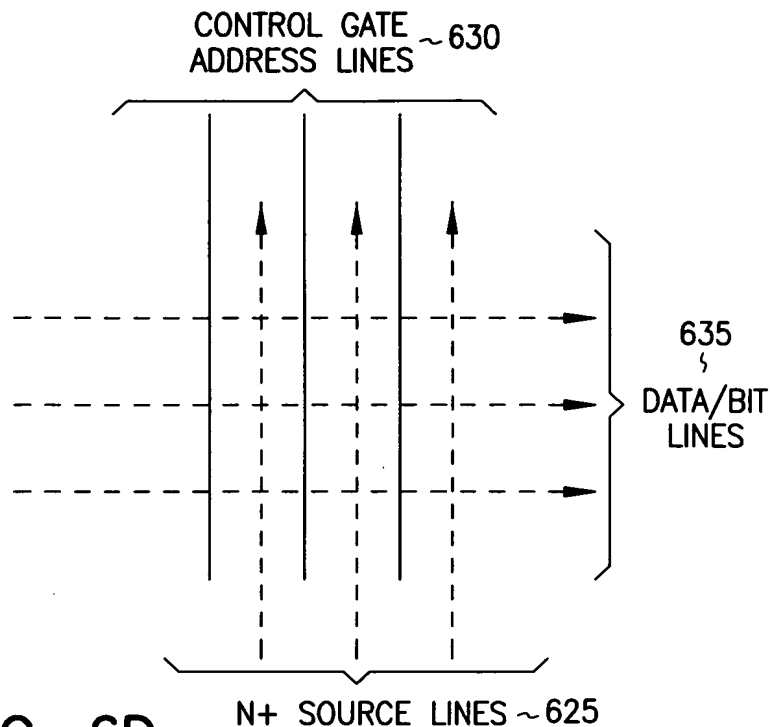 CONTROL GATE
ADDRESS LINES ~630
635
DATA/BIT
LINES
N+ SOURCE LINES ~625